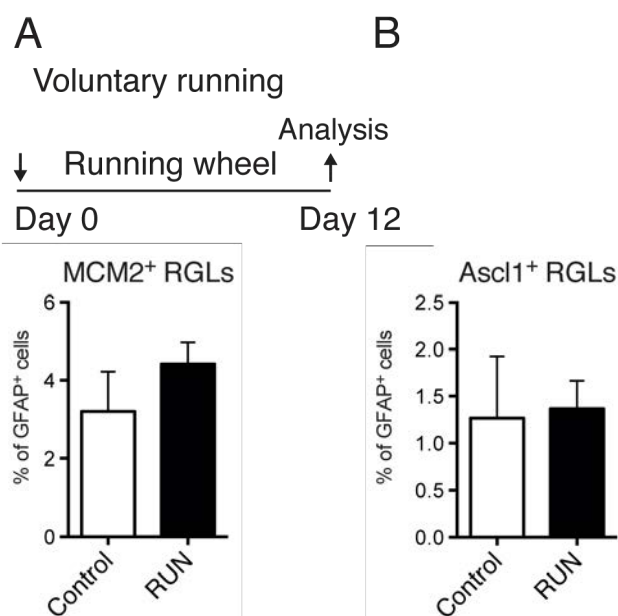 A
B
Voluntary running
Analysis
Running wheel
Day 0
Day 12
MCM2⁺ RGLs
% of GFAP⁺ cells
6
4
2
0
Control
RUN
Ascl1⁺ RGLs
% of GFAP⁺ cells
2.5
2.0
1.5
1.0
0.5
0.0
Control
RUN